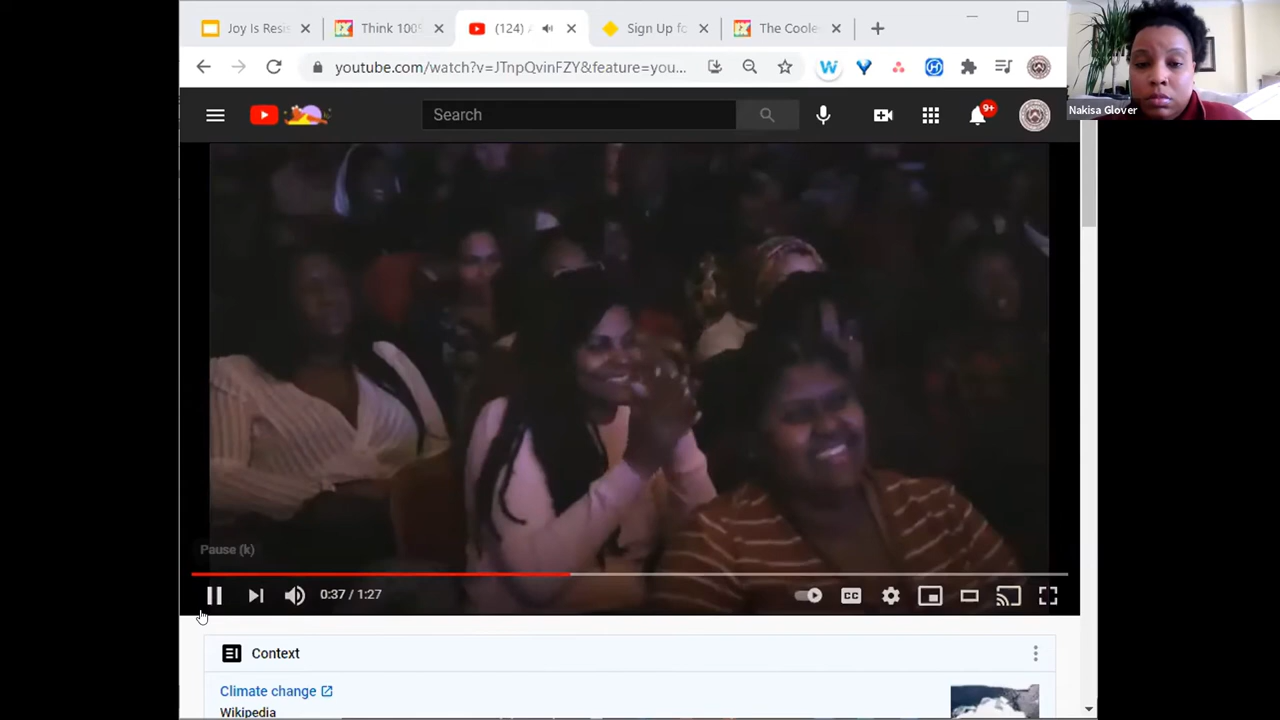 Joy Is Resi
Think 100%
(124) A
Sign Up fo
The Coole
youtube.com/watch?v=JTnpQvinFZY&feature=you...
Nakisa Glover
Search
9+
Pause (k)
0:37 / 1:27
CC
Context
Climate change
Wikipedia